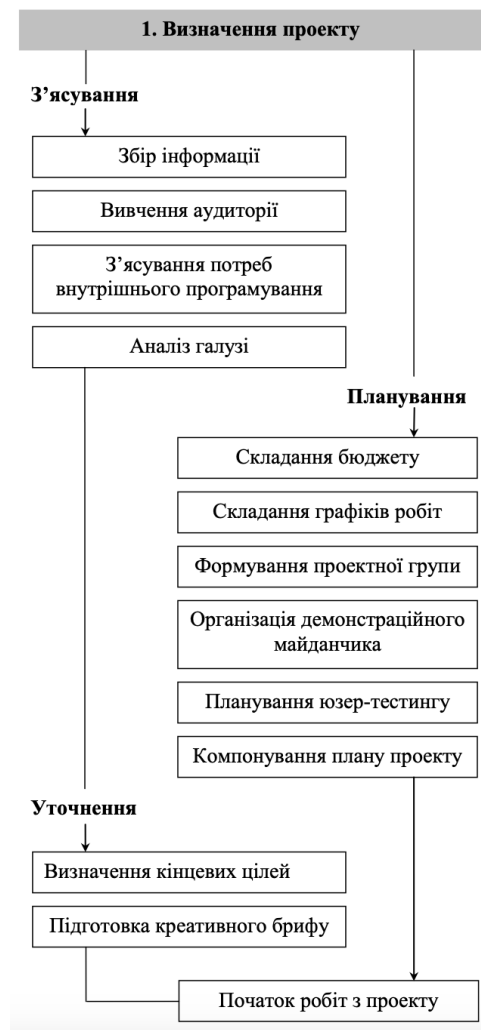 1. Визначення проекту
З’ясування
Збір інформації
Вивчення аудиторії
З’ясування потреб
внутрішнього програмування
Аналіз галузі
Планування
Складання бюджету
Складання графіків робіт
Формування проектної групи
Організація демонстраційного
майданчика
Планування юзер-тестингу
Компонування плану проекту
Уточнення
Визначення кінцевих цілей
Підготовка креативного брифу
Початок робіт з проекту